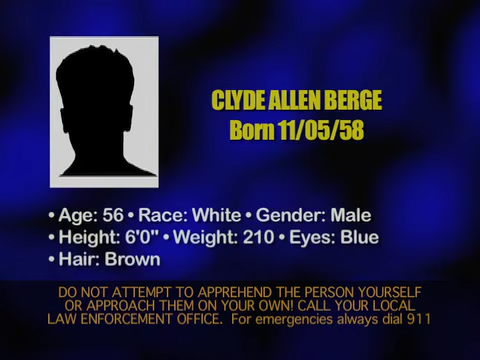 CLYDE ALLEN BERGE
Born 11/05/58
• Age: 56 • Race: White • Gender: Male
• Height: 6'0" • Weight: 210 • Eyes: Blue
• Hair: Brown
DO NOT ATTEMPT TO APPREHEND THE PERSON YOURSELF
OR APPROACH THEM ON YOUR OWN! CALL YOUR LOCAL
LAW ENFORCEMENT OFFICE. For emergencies always dial 911